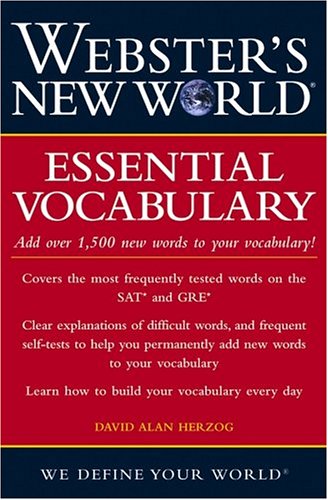 WEBSTER'S
NEW WORLD®
ESSENTIAL
VOCABULARY
Add over 1,500 new words to your vocabulary!
Covers the most frequently tested words on the
SAT* and GRE*
Clear explanations of difficult words, and frequent
self-tests to help you permanently add new words
to your vocabulary
Learn how to build your vocabulary every day
DAVID ALAN HERZOG
WE DEFINE YOUR WORLD®